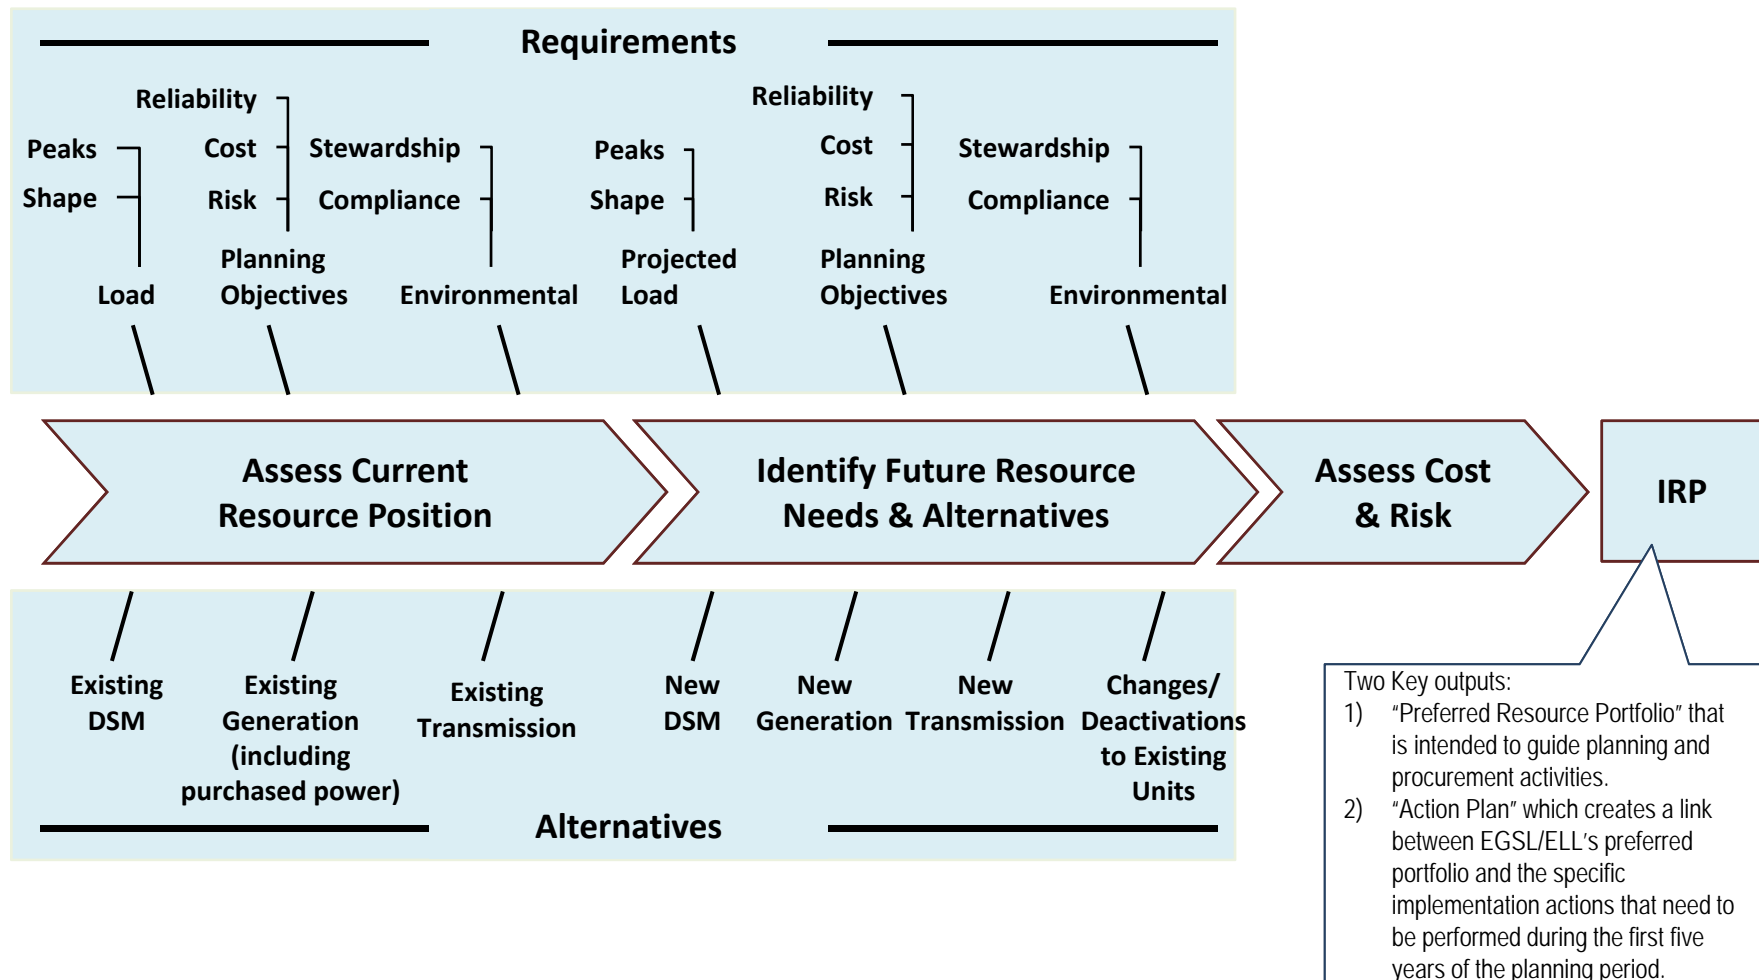 Requirements
Reliability
Peaks
Cost
Stewardship
Shape
Risk
Compliance
Planning
Objectives
Load
Environmental
Reliability
Peaks
Cost
Stewardship
Shape
Risk
Compliance
Projected
Load
Planning
Objectives
Environmental
Assess Current
Resource Position
Identify Future Resource
Needs & Alternatives
Assess Cost
& Risk
IRP
Existing
DSM
Existing
Generation
(including
purchased power)
Existing
Transmission
New
DSM
New
Generation
New
Transmission
Changes/
Deactivations
to Existing
Units
Alternatives
Two Key outputs:
1) “Preferred Resource Portfolio” that
is intended to guide planning and
procurement activities.
2) “Action Plan” which creates a link
between EGSL/ELL’s preferred
portfolio and the specific
implementation actions that need to
be performed during the first five
years of the planning period.